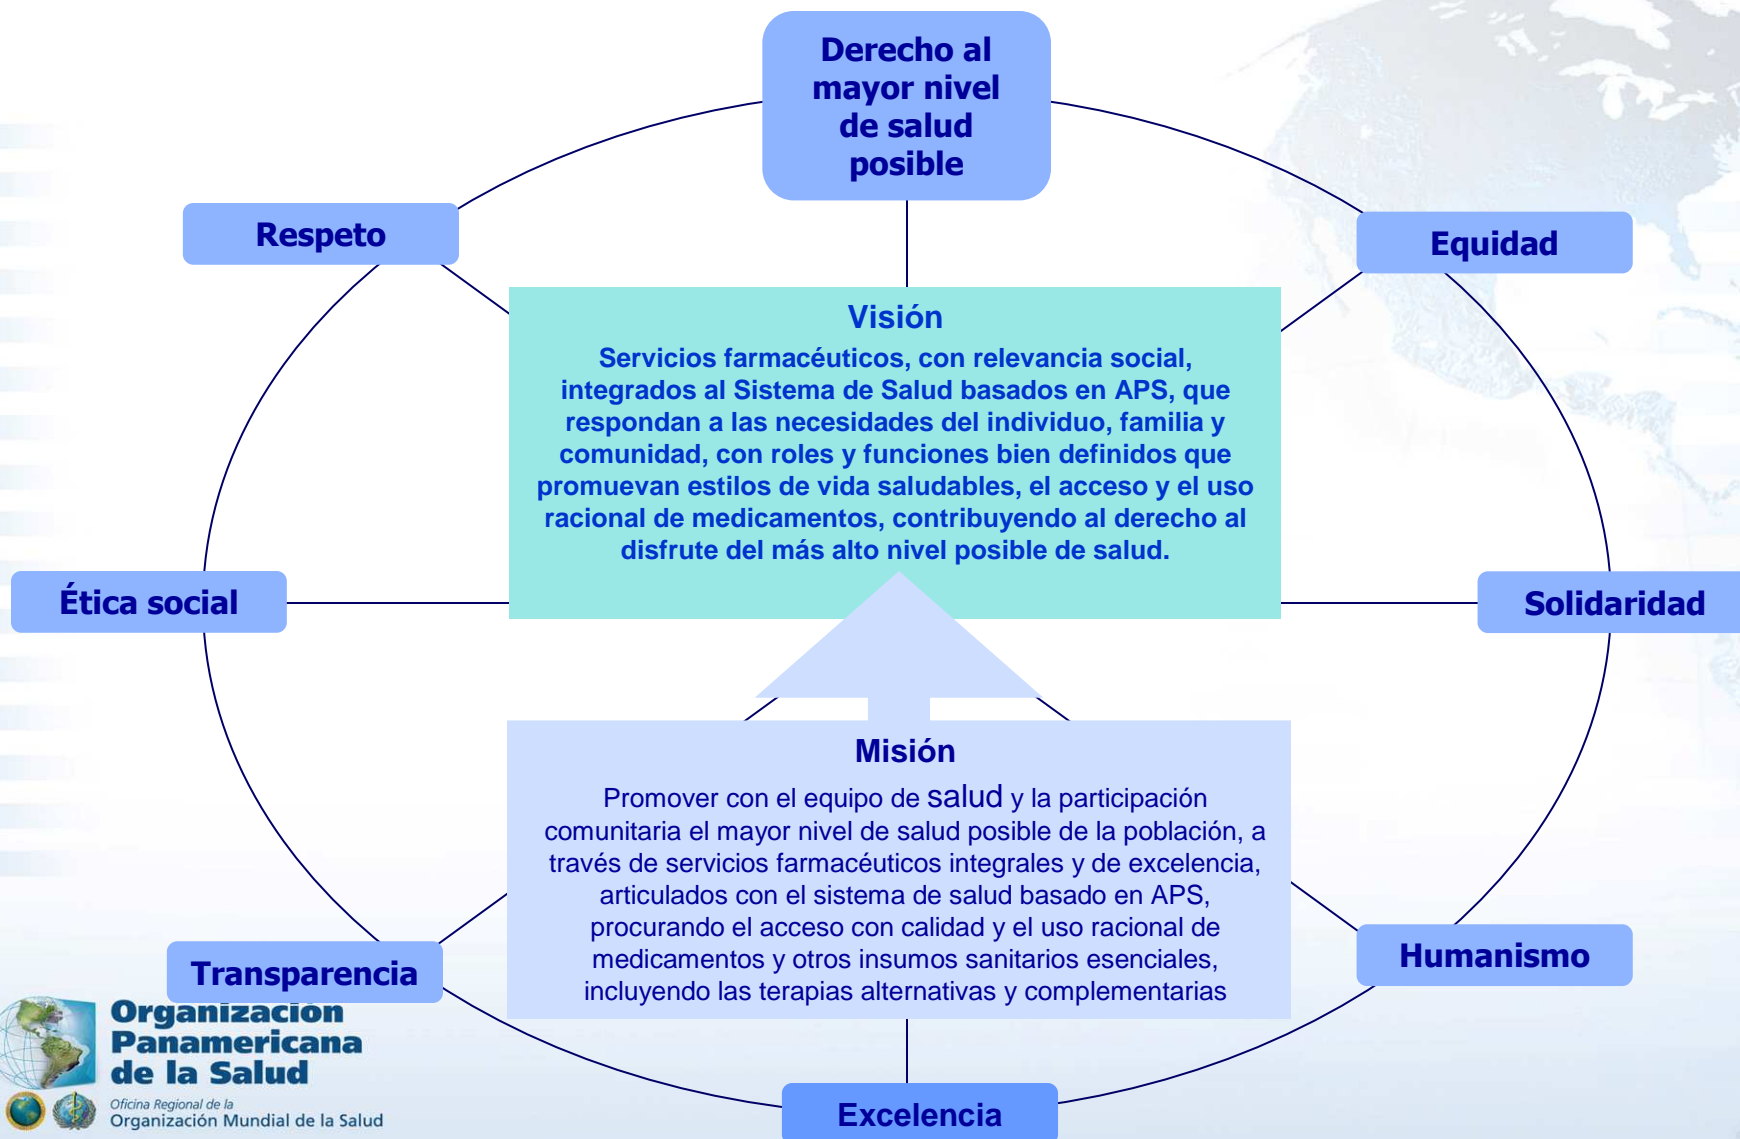 Derecho al
mayor nivel
de salud
posible
Respeto
Equidad
Visión
Servicios farmacéuticos, con relevancia social,
integrados al Sistema de Salud basados en APS, que
respondan a las necesidades del individuo, familia y
comunidad, con roles y funciones bien definidos que
promuevan estilos de vida saludables, el acceso y el uso
racional de medicamentos, contribuyendo al derecho al
disfrute del más alto nivel posible de salud.
Ética social
Solidaridad
Misión
Promover con el equipo de salud y la participación
comunitaria el mayor nivel de salud posible de la población, a
través de servicios farmacéuticos integrales y de excelencia,
articulados con el sistema de salud basado en APS,
procurando el acceso con calidad y el uso racional de
medicamentos y otros insumos sanitarios esenciales,
incluyendo las terapias alternativas y complementarias
Transparencia
Humanismo
Organización
Panamericana
de la Salud
Oficina Regional de la
Organización Mundial de la Salud
Excelencia